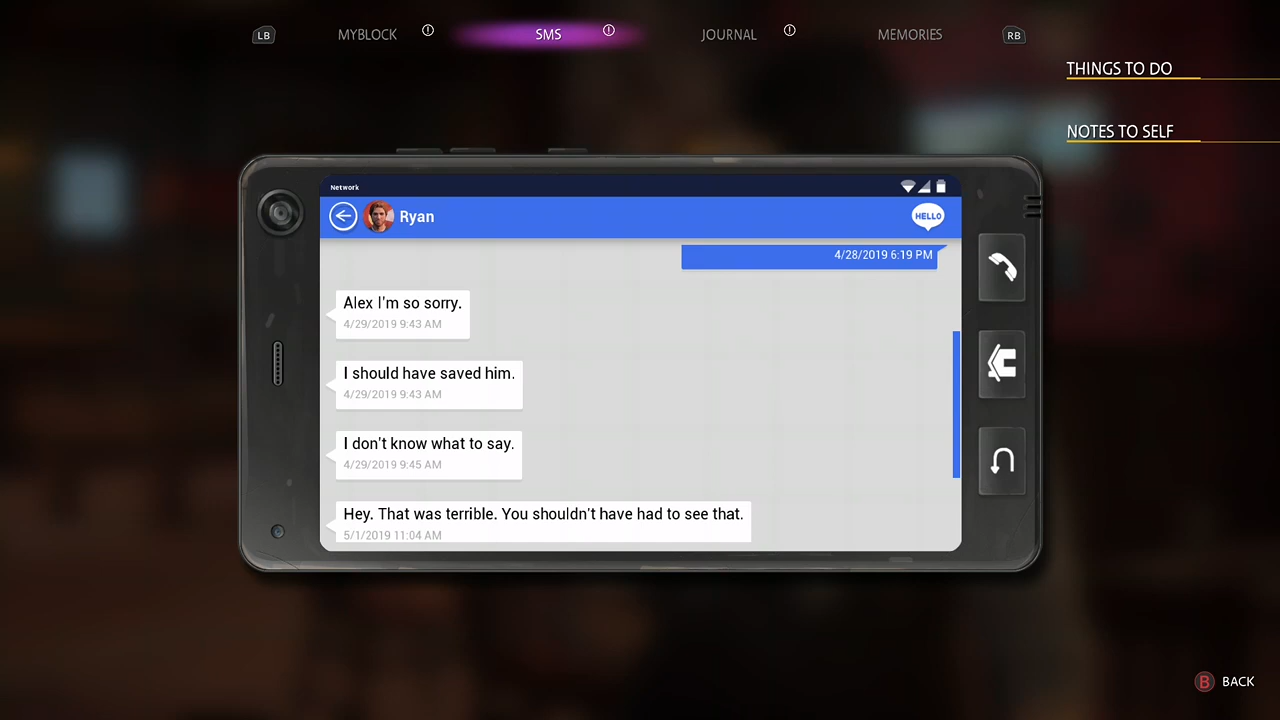 LB
MYBLOCK
SMS
JOURNAL
MEMORIES
RB
THINGS TO DO
NOTES TO SELF
Network
Ryan
HELLO
4/28/2019 6:19 PM
Alex I'm so sorry.
4/29/2019 9:43 AM
I should have saved him.
4/29/2019 9:43 AM
I don't know what to say.
4/29/2019 9:45 AM
Hey. That was terrible. You shouldn't have had to see that.
5/1/2019 11:04 AM
B BACK